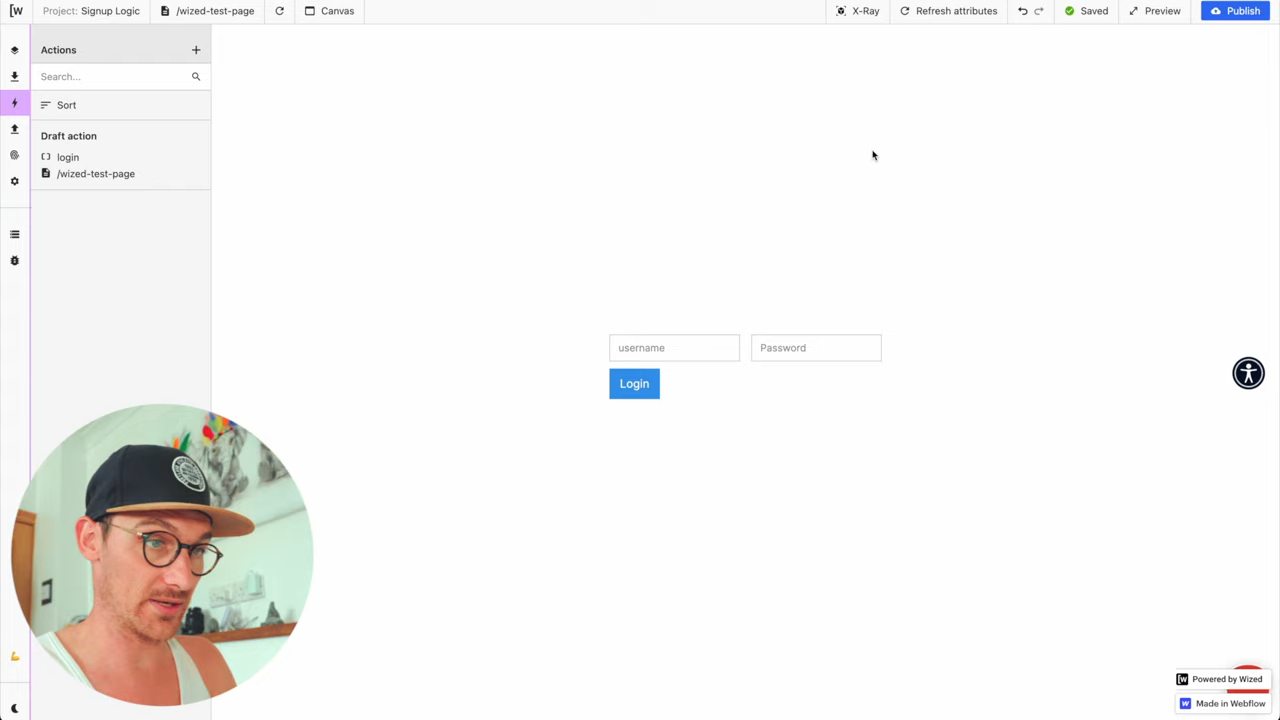 [W Project: Signup Logic /wized-test-page Canvas X-Ray Refresh attributes Saved Preview Publish
Actions
Search...
Sort
Draft action
login
/wized-test-page
username Password
Login
[W Powered by Wized
W Made in Webflow